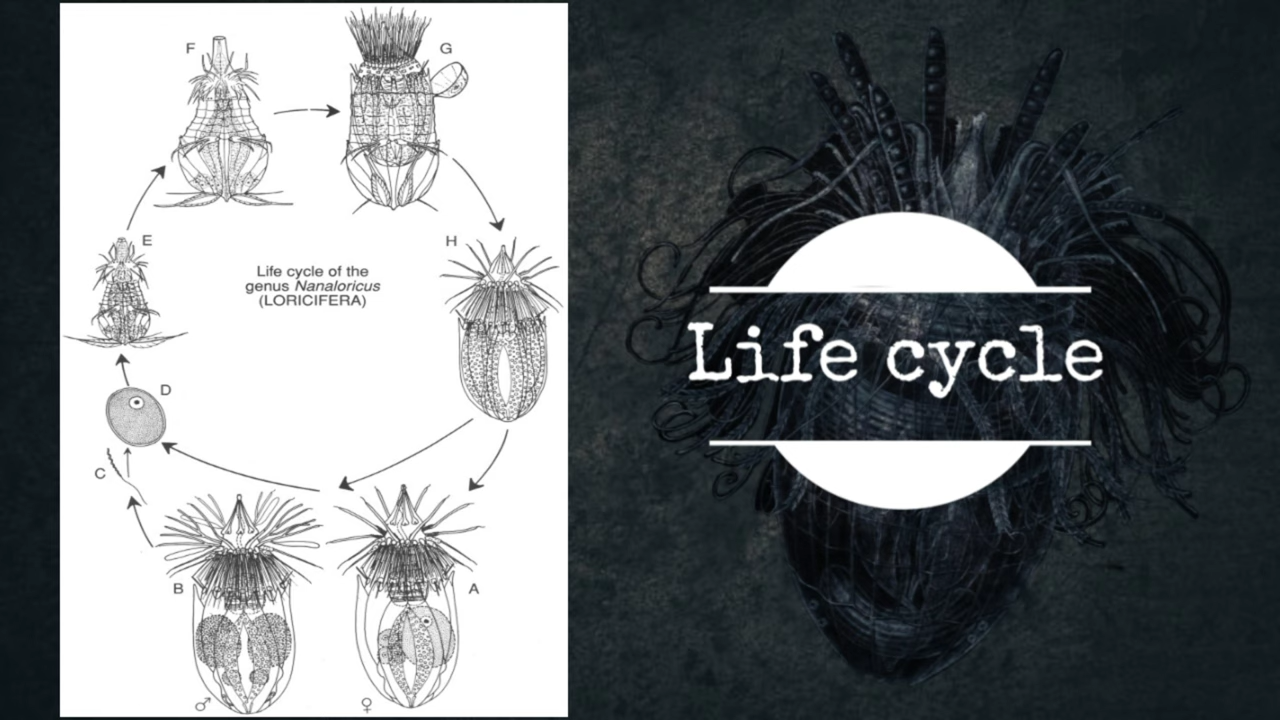 F
G
E
H
Life cycle of the
genus Nanaloricus
(LORICIFERA)
D
C
B
A
♂
♀
Life cycle